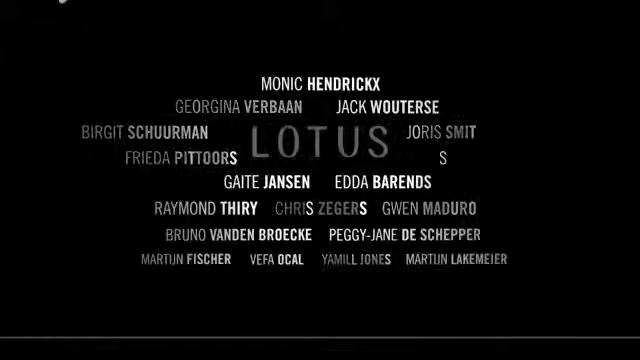 MONIC HENDRICKX
GEORGINA VERBAAN JACK WOUTERSE
BIRGIT SCHUURMAN LOTUS JORIS SMIT
FRIEDA PITTOORS S
GAITE JANSEN EDDA BARENDS
RAYMOND THIRY CHRIS ZEGERS GWEN MADURO
BRUNO VANDEN BROECKE PEGGY-JANE DE SCHEPPER
MARTIJN FISCHER VEFA OCAL YAMILL JONES MARTIJN LAKEMEIER